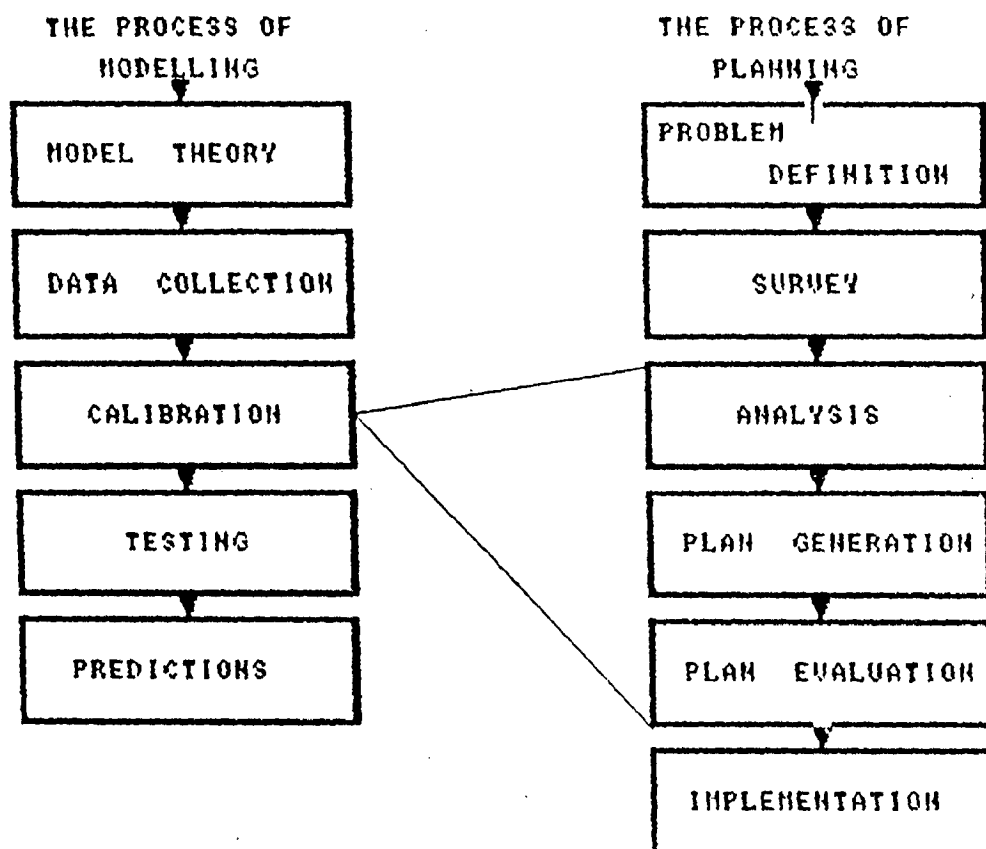 THE PROCESS OF
MODELLING
MODEL THEORY
DATA COLLECTION
CALIBRATION
TESTING
PREDICTIONS
THE PROCESS OF
PLANNING
PROBLEM
DEFINITION
SURVEY
ANALYSIS
PLAN GENERATION
PLAN EVALUATION
IMPLEMENTATION